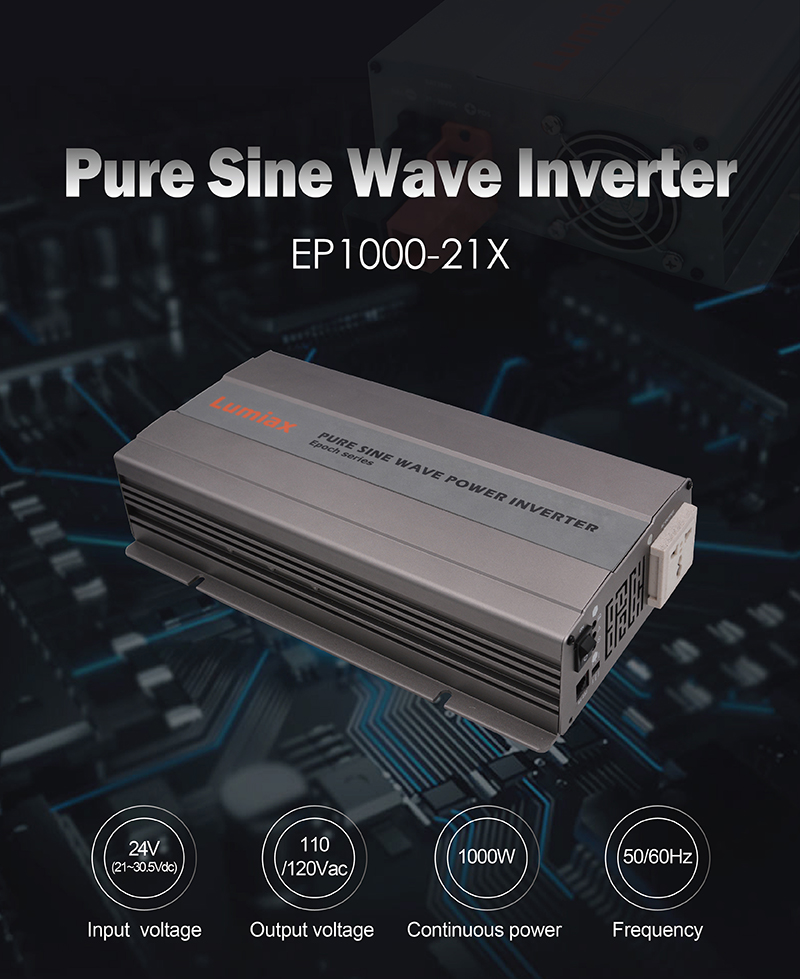 Lumiax
Pure Sine Wave Inverter
EP1000-21X
Lumiax
PURE SINE WAVE POWER INVERTER
Epoch series
24V
(21~30.5Vdc)
110
/120Vac
1000W
50/60Hz
Input voltage
Output voltage
Continuous power
Frequency